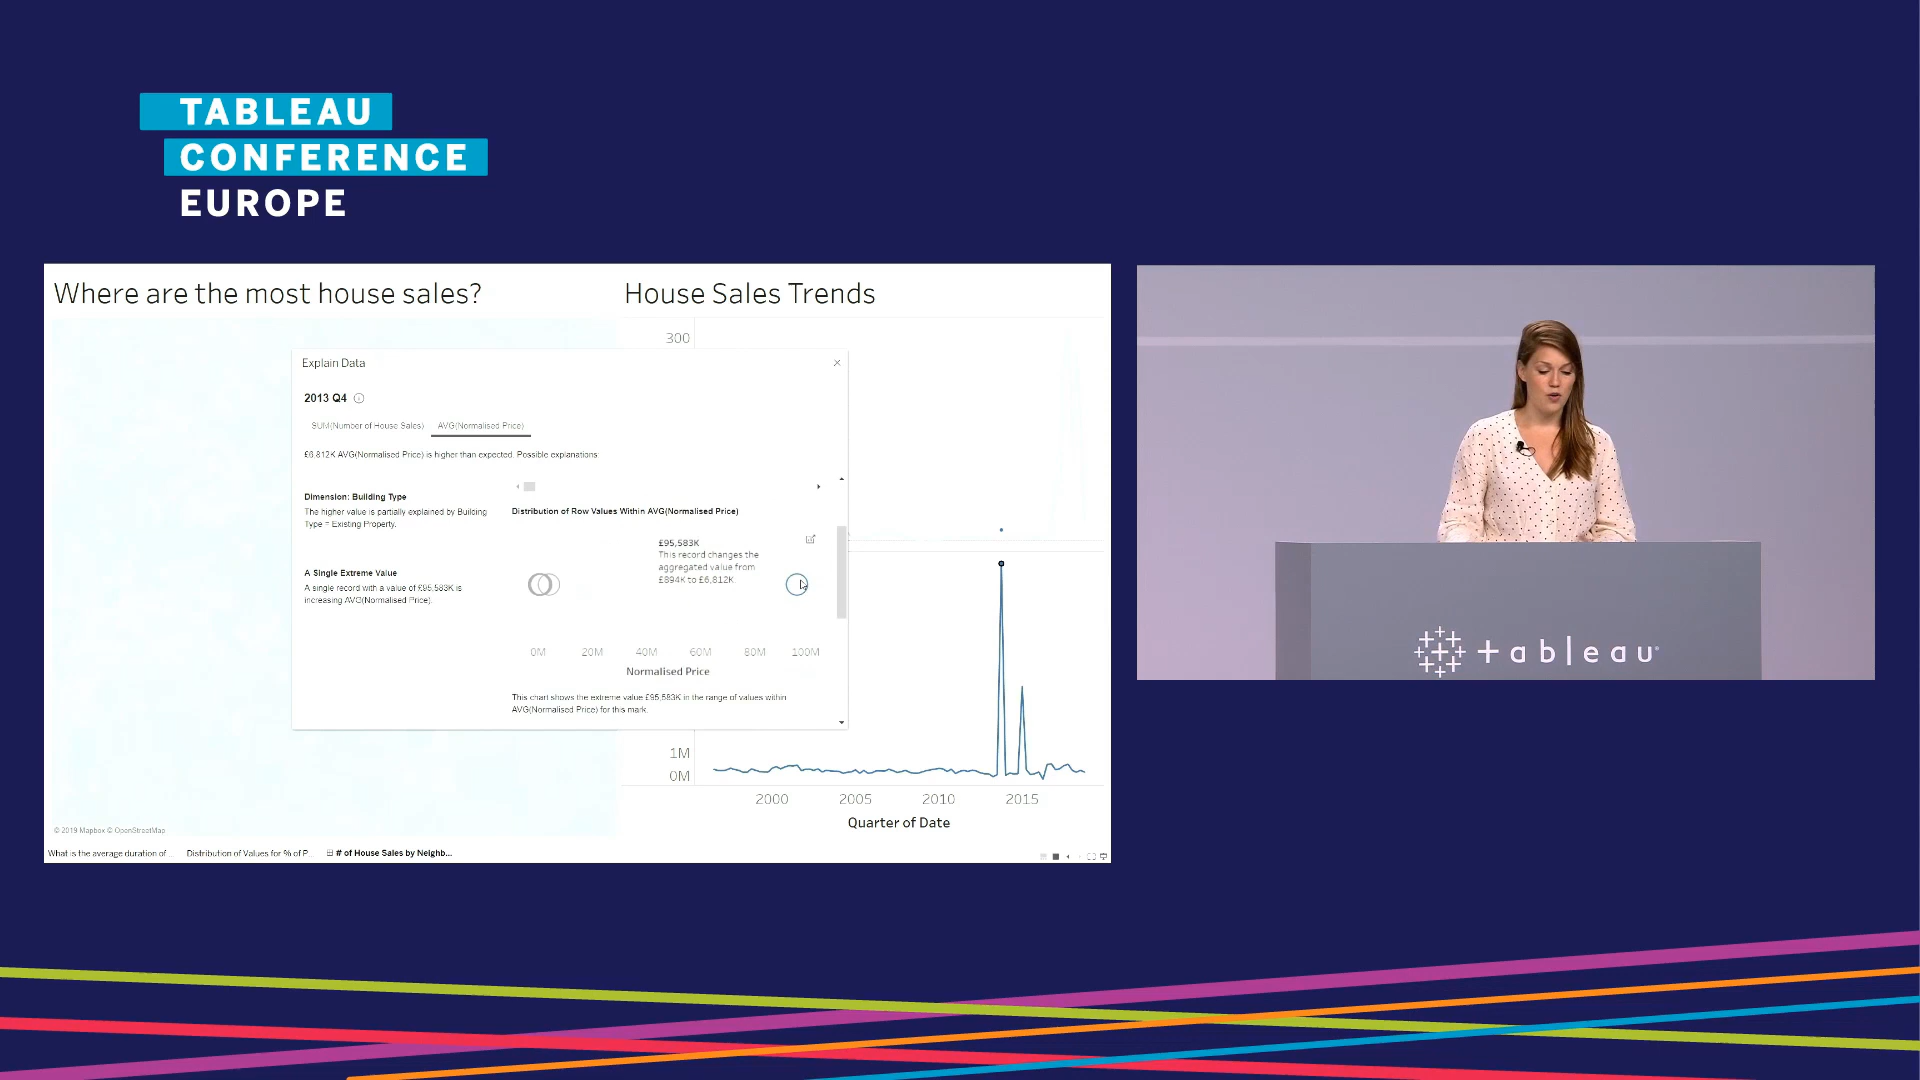 TABLEAU
CONFERENCE
EUROPE
Where are the most house sales?
House Sales Trends
300
Explain Data
2013 Q4
SUM(Number of House Sales)
AVG(Normalised Price)
£6,812K AVG(Normalised Price) is higher than expected. Possible explanations:
Dimension: Building Type
The higher value is partially explained by Building
Type = Existing Property.
A Single Extreme Value
A single record with a value of £95,583K is
increasing AVG(Normalised Price).
Distribution of Row Values Within AVG(Normalised Price)
£95,583K
This record changes the
aggregated value from
£894K to £6,812K.
0M 20M 40M 60M 80M 100M
Normalised Price
This chart shows the extreme value £95,583K in the range of values within
AVG(Normalised Price) for this mark.
1M
0M
2000 2005 2010 2015
Quarter of Date
© 2019 Mapbox © OpenStreetMap
What is the average duration of...
Distribution of Values for % of P...
# of House Sales by Neighb...
+ableau